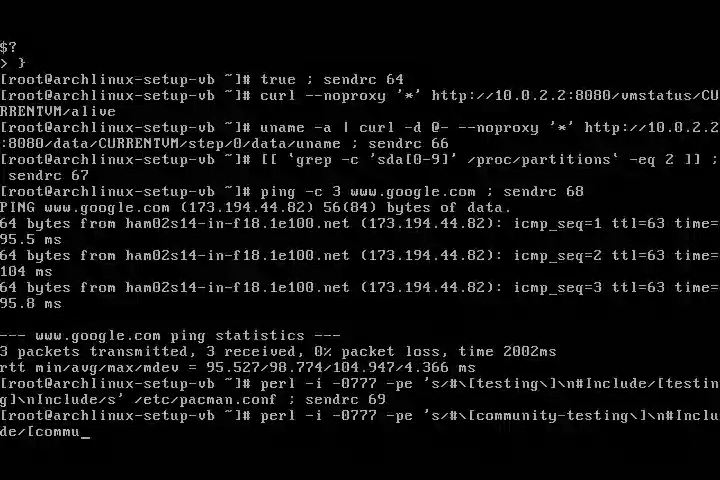 $?
> }
[root@archlinux-setup-vb ~]# true ; sendrc 64
[root@archlinux-setup-vb ~]# curl --noproxy '*' http://10.0.2.2:8080/vmstatus/CU
RRENTVM/alive
[root@archlinux-setup-vb ~]# uname -a | curl -d @- --noproxy '*' http://10.0.2.2
:8080/data/CURRENTVM/step/0/data/uname ; sendrc 66
[root@archlinux-setup-vb ~]# [[ `grep -c 'sda[0-9]' /proc/partitions` -eq 2 ]] ;
 sendrc 67
[root@archlinux-setup-vb ~]# ping -c 3 www.google.com ; sendrc 68
PING www.google.com (173.194.44.82) 56(84) bytes of data.
64 bytes from ham02s14-in-f18.1e100.net (173.194.44.82): icmp_seq=1 ttl=63 time=
95.5 ms
64 bytes from ham02s14-in-f18.1e100.net (173.194.44.82): icmp_seq=2 ttl=63 time=
104 ms
64 bytes from ham02s14-in-f18.1e100.net (173.194.44.82): icmp_seq=3 ttl=63 time=
95.8 ms
--- www.google.com ping statistics ---
3 packets transmitted, 3 received, 0% packet loss, time 2002ms
rtt min/avg/max/mdev = 95.527/98.774/104.947/4.366 ms
[root@archlinux-setup-vb ~]# perl -i -0777 -pe 's/#\[testing\]\n#Include/[testin
g]\nInclude/s' /etc/pacman.conf ; sendrc 69
[root@archlinux-setup-vb ~]# perl -i -0777 -pe 's/#\[community-testing\]\n#Inclu
de/[commu_